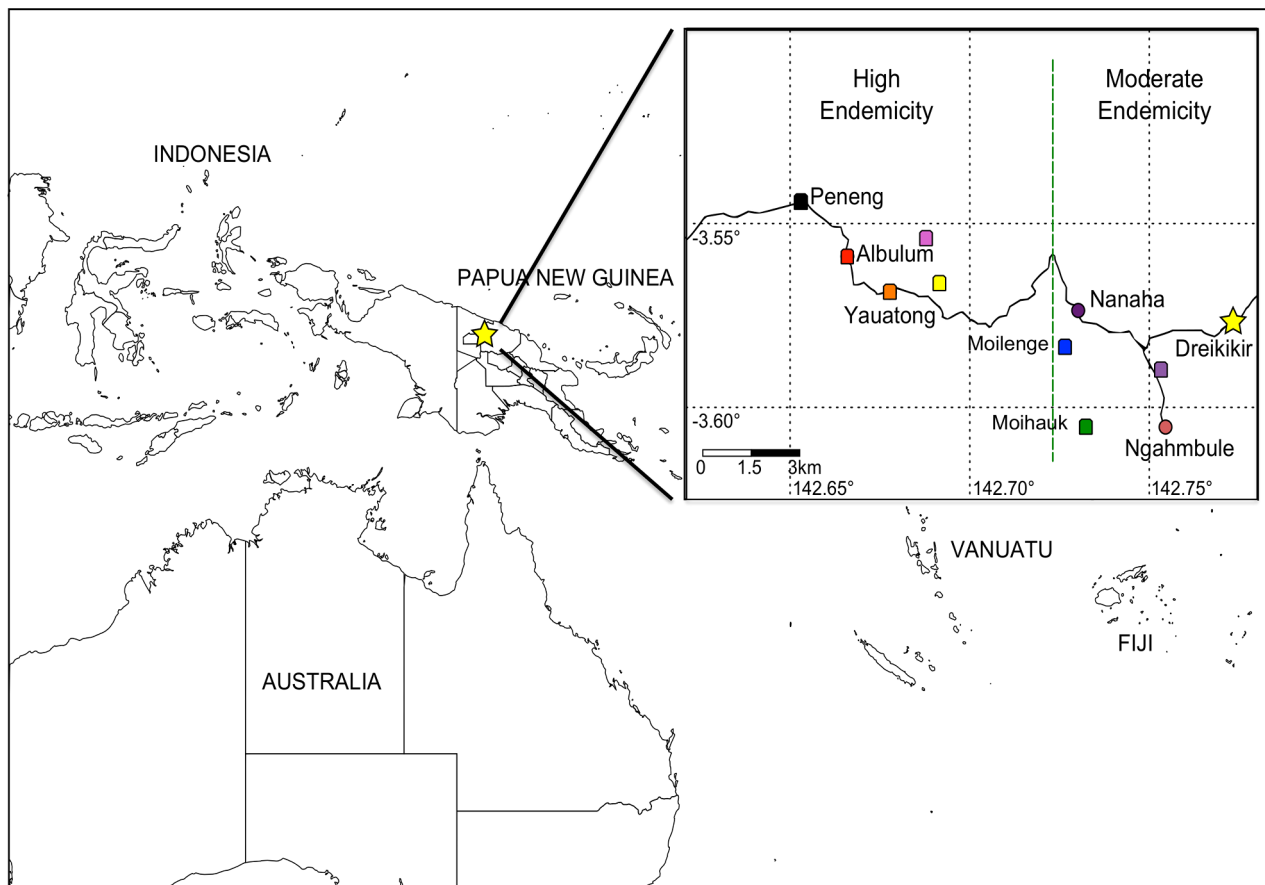 INDONESIA
PAPUA NEW GUINEA
AUSTRALIA
VANUATU
FIJI
High
Endemicity
Moderate
Endemicity
Peneng
-3.55°
Albulum
Yauatong
Nanaha
Moilenge
Dreikikir
-3.60°
Moihauk
Ngahmbule
0 1.5 3km
142.65° 142.70° 142.75°